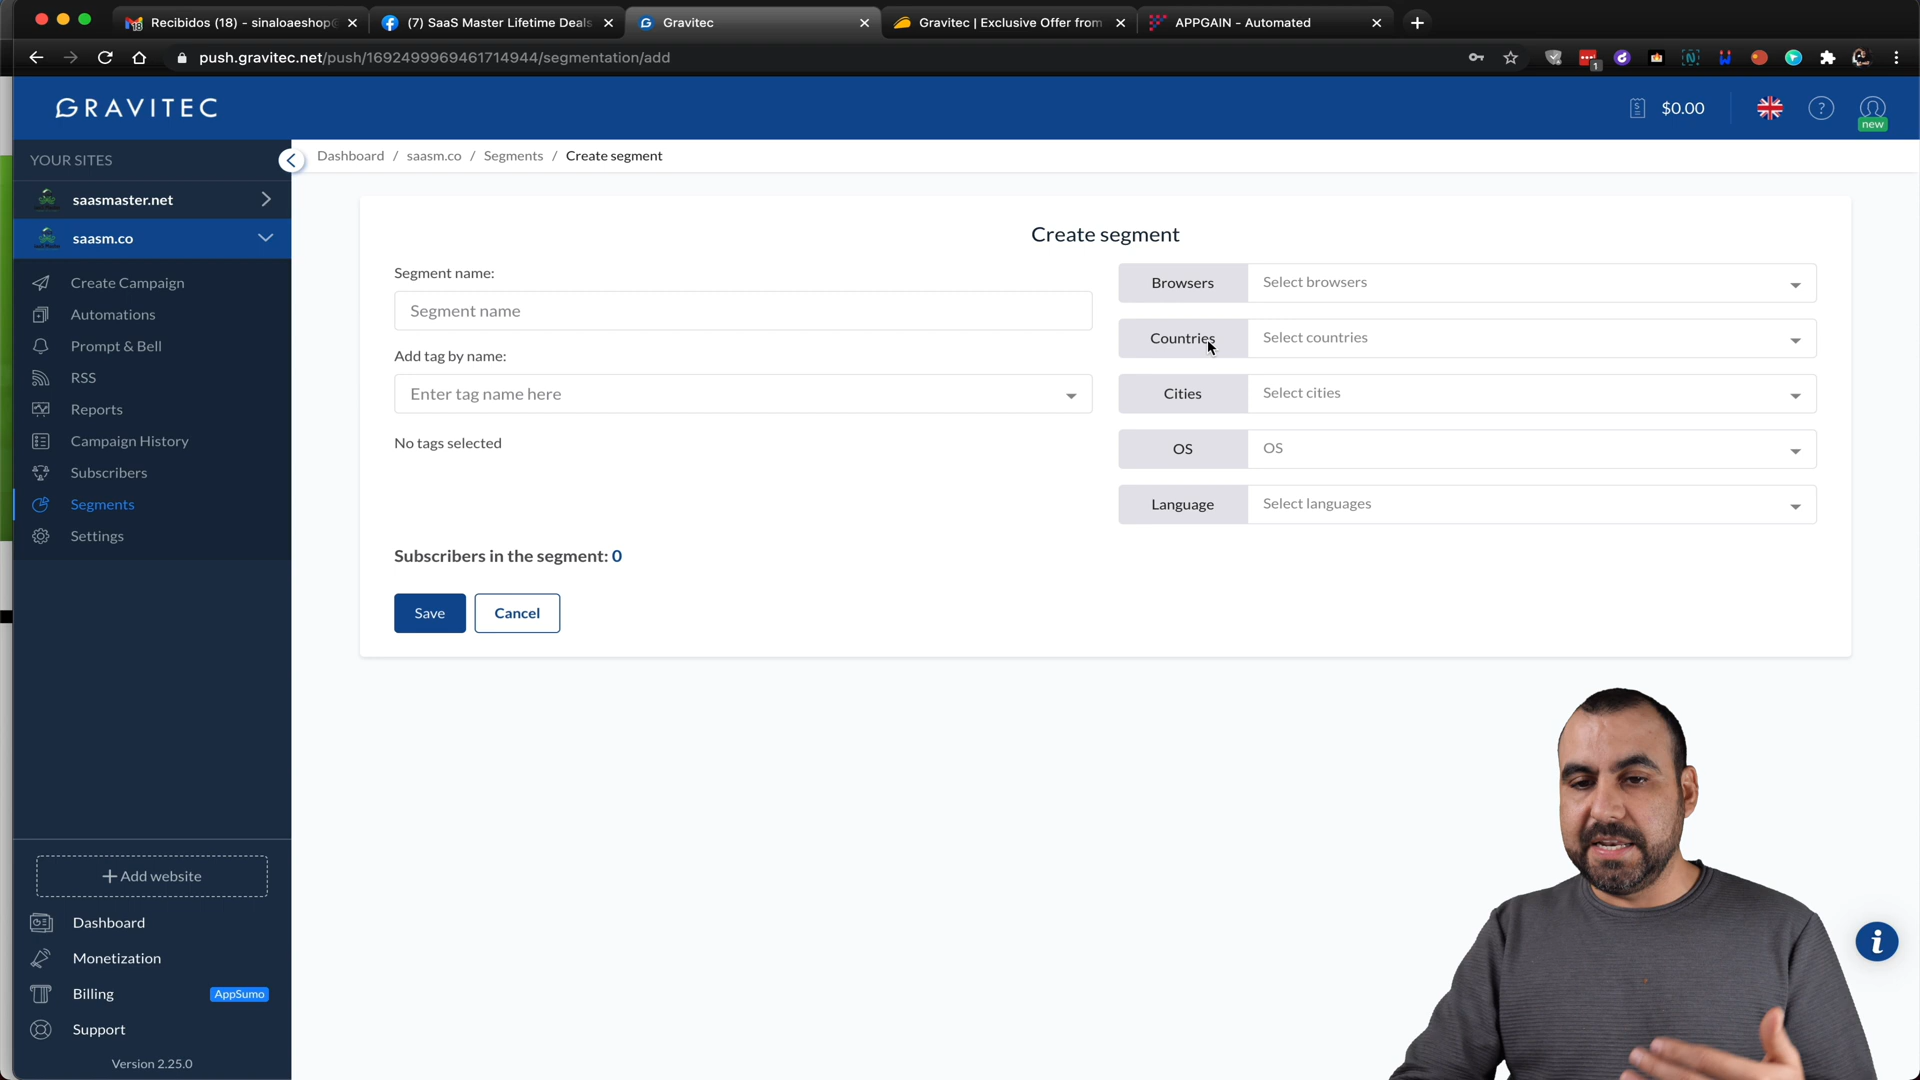 Recibidos (18) - sinaloaeshop
(7) SaaS Master Lifetime Deals
Gravitec
Gravitec | Exclusive Offer from
APPGAIN - Automated
push.gravitec.net/push/1692499969461714944/segmentation/add
1
GRAVITEC
$0.00
?
new
YOUR SITES
Dashboard / saasm.co / Segments / Create segment
saasmaster.net
saasm.co
Create Campaign
Automations
Prompt & Bell
RSS
Reports
Campaign History
Subscribers
Segments
Settings
Create segment
Segment name:
Segment name
Add tag by name:
Enter tag name here
No tags selected
Browsers Select browsers
Countries Select countries
Cities Select cities
OS OS
Language Select languages
Subscribers in the segment: 0
Save
Cancel
+ Add website
Dashboard
Monetization
Billing AppSumo
Support
Version 2.25.0
i